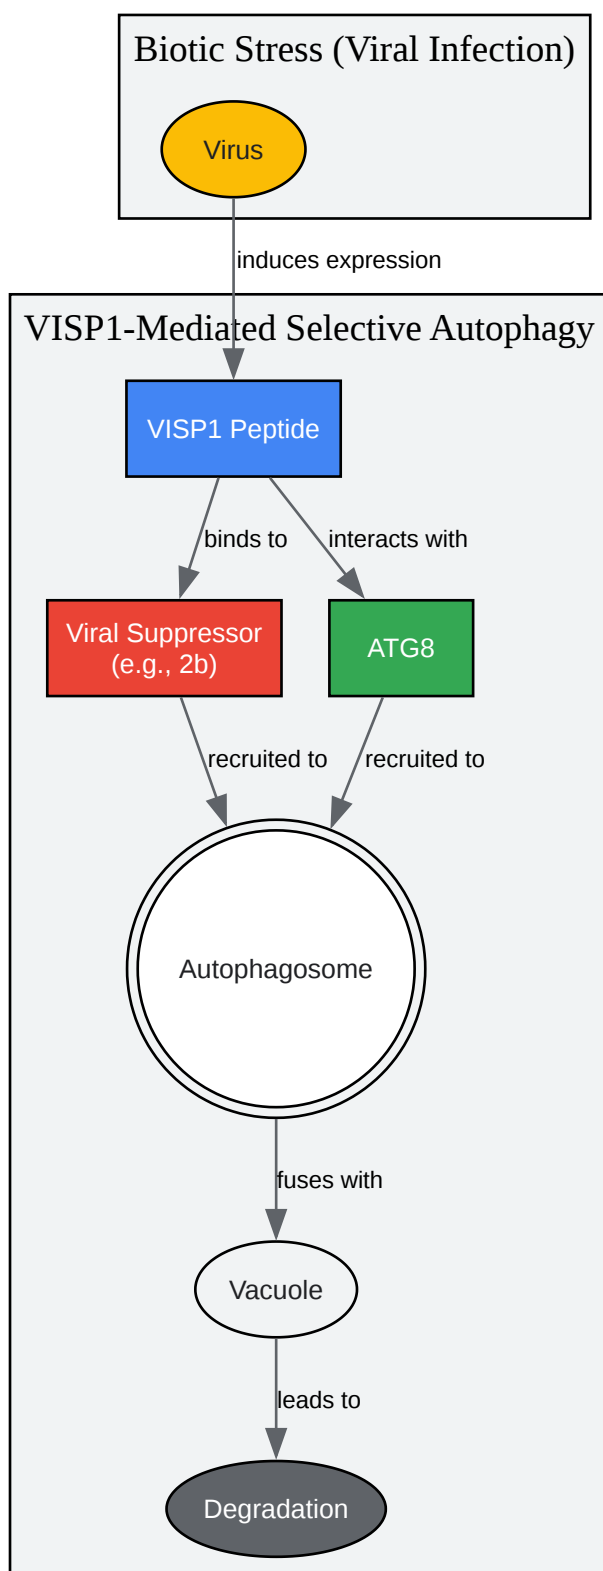 Biotic Stress (Viral Infection)
Virus
induces expression
VISP1-Mediated Selective Autophagy
VISP1 Peptide
binds to
interacts with
Viral Suppressor
(e.g., 2b)
ATG8
recruited to
recruited to
Autophagosome
fuses with
Vacuole
leads to
Degradation